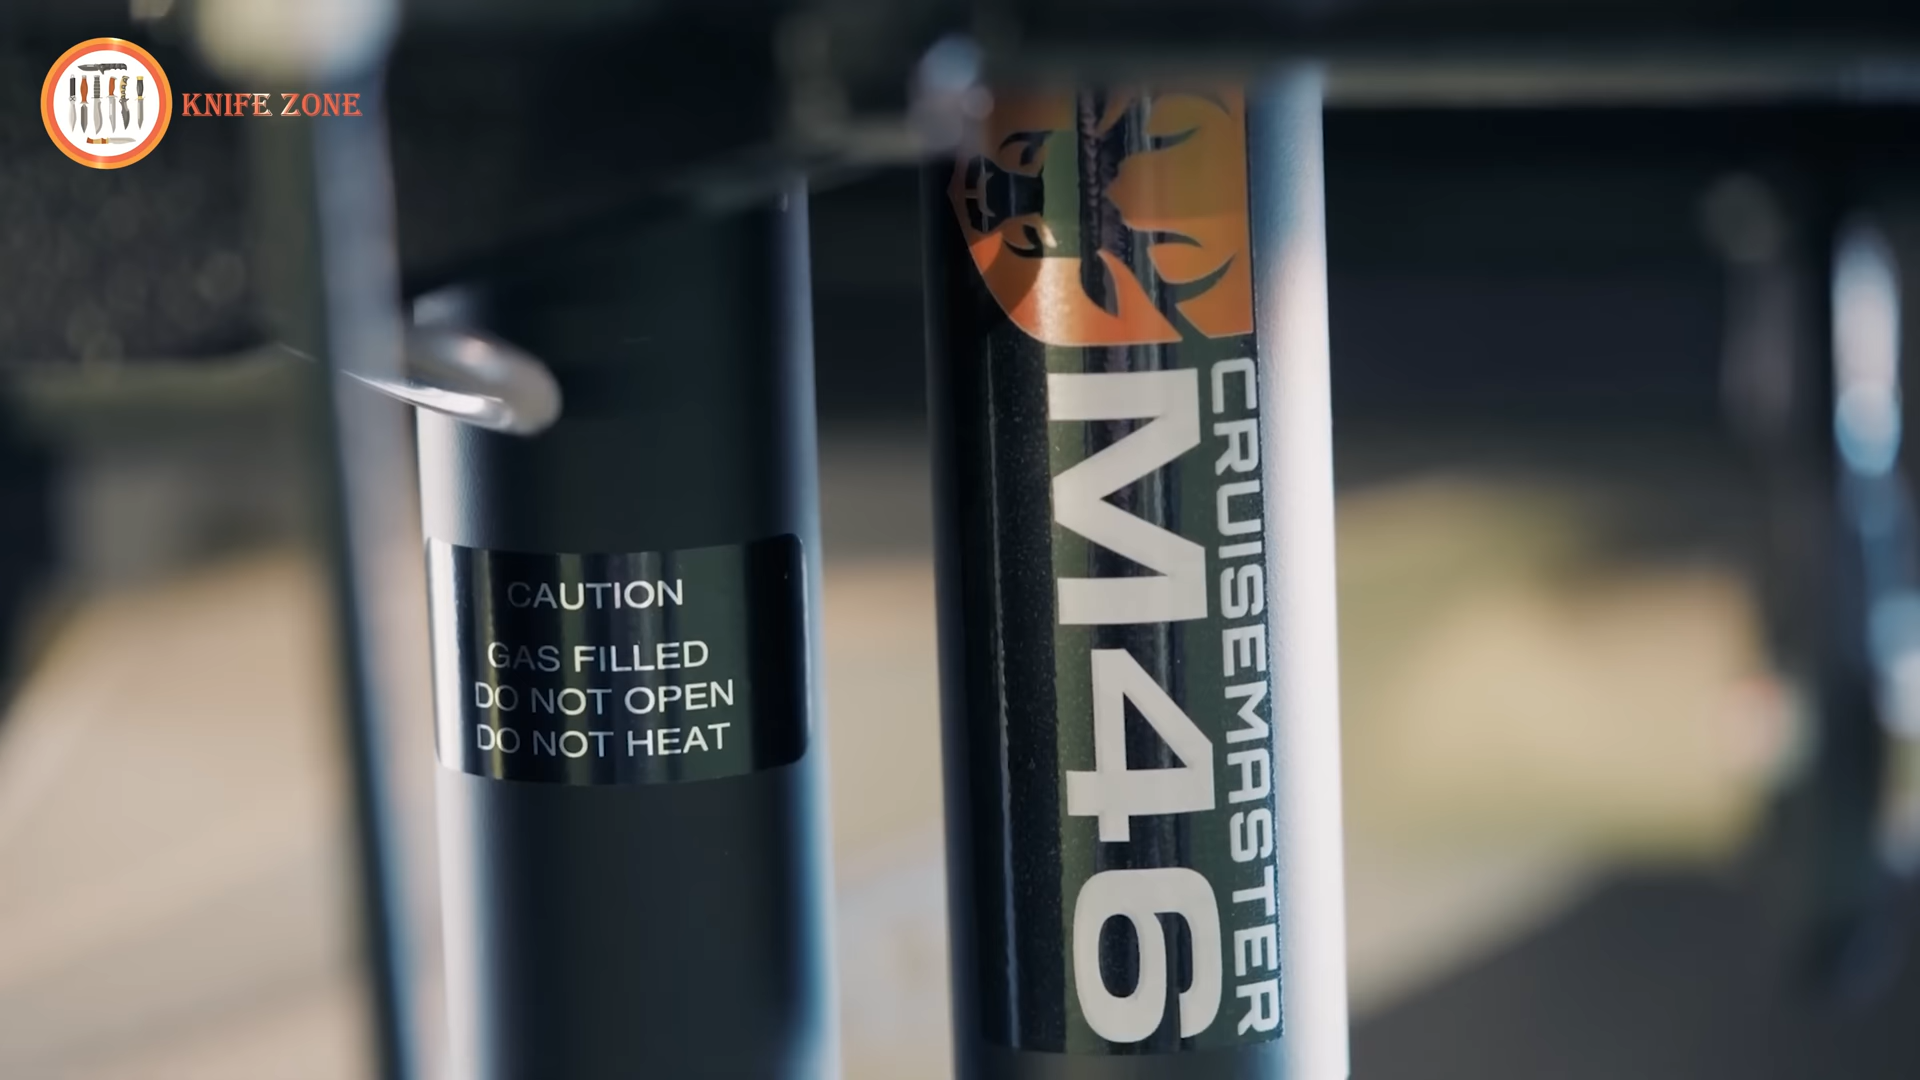 KNIFE ZONE
CAUTION
GAS FILLED
DO NOT OPEN
DO NOT HEAT
CRUISEMASTER
M46